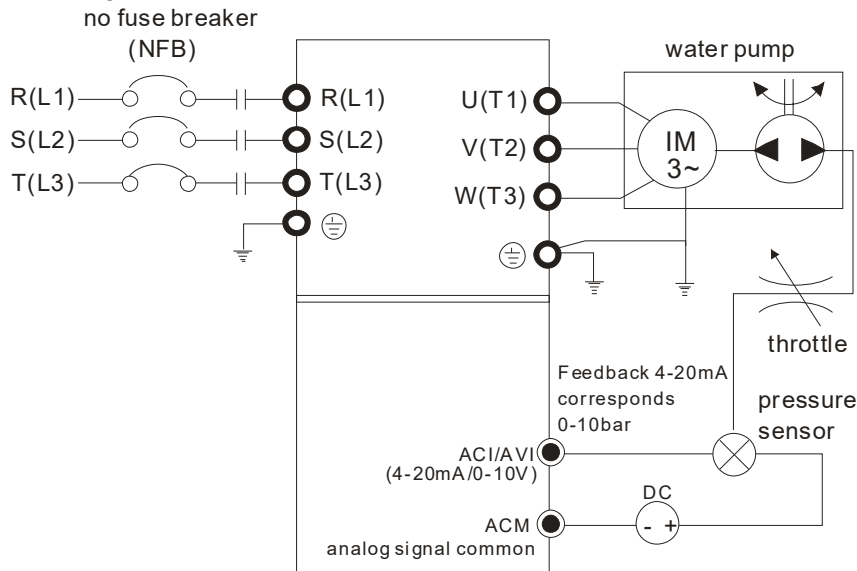 no fuse breaker
(NFB)
R(L1)
S(L2)
T(L3)
R(L1)
S(L2)
T(L3)
U(T1)
V(T2)
W(T3)
water pump
IM
3~
throttle
Feedback 4-20mA
corresponds
0-10bar
pressure
sensor
ACI/AVI
(4-20mA/0-10V)
DC
- +
ACM
analog signal common